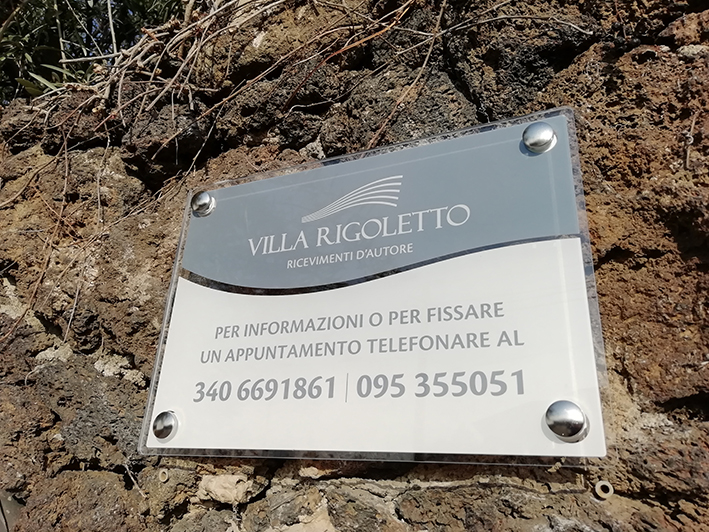 VILLA RIGOLETTO
RICEVIMENTI D'AUTORE
PER INFORMAZIONI O PER FISSARE
UN APPUNTAMENTO TELEFONARE AL
340 6691861 | 095 355051